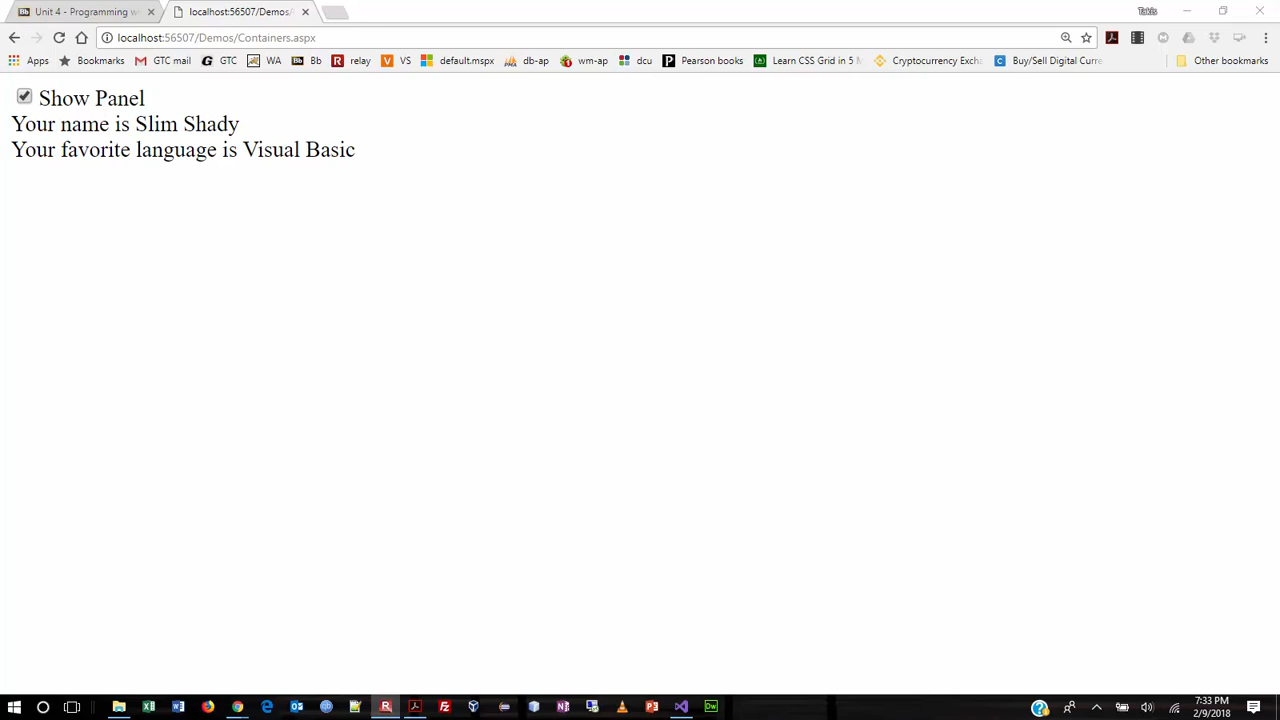 Unit 4 - Programming w
localhost:56507/Demos/
Takis
localhost:56507/Demos/Containers.aspx
Apps Bookmarks GTC mail GTC WA Bb relay VS default.mspx db-ap wm-ap dcu Pearson books Learn CSS Grid in 5 M Cryptocurrency Exch Buy/Sell Digital Curre Other bookmarks
Show Panel
Your name is Slim Shady
Your favorite language is Visual Basic
7:33 PM
2/9/2018